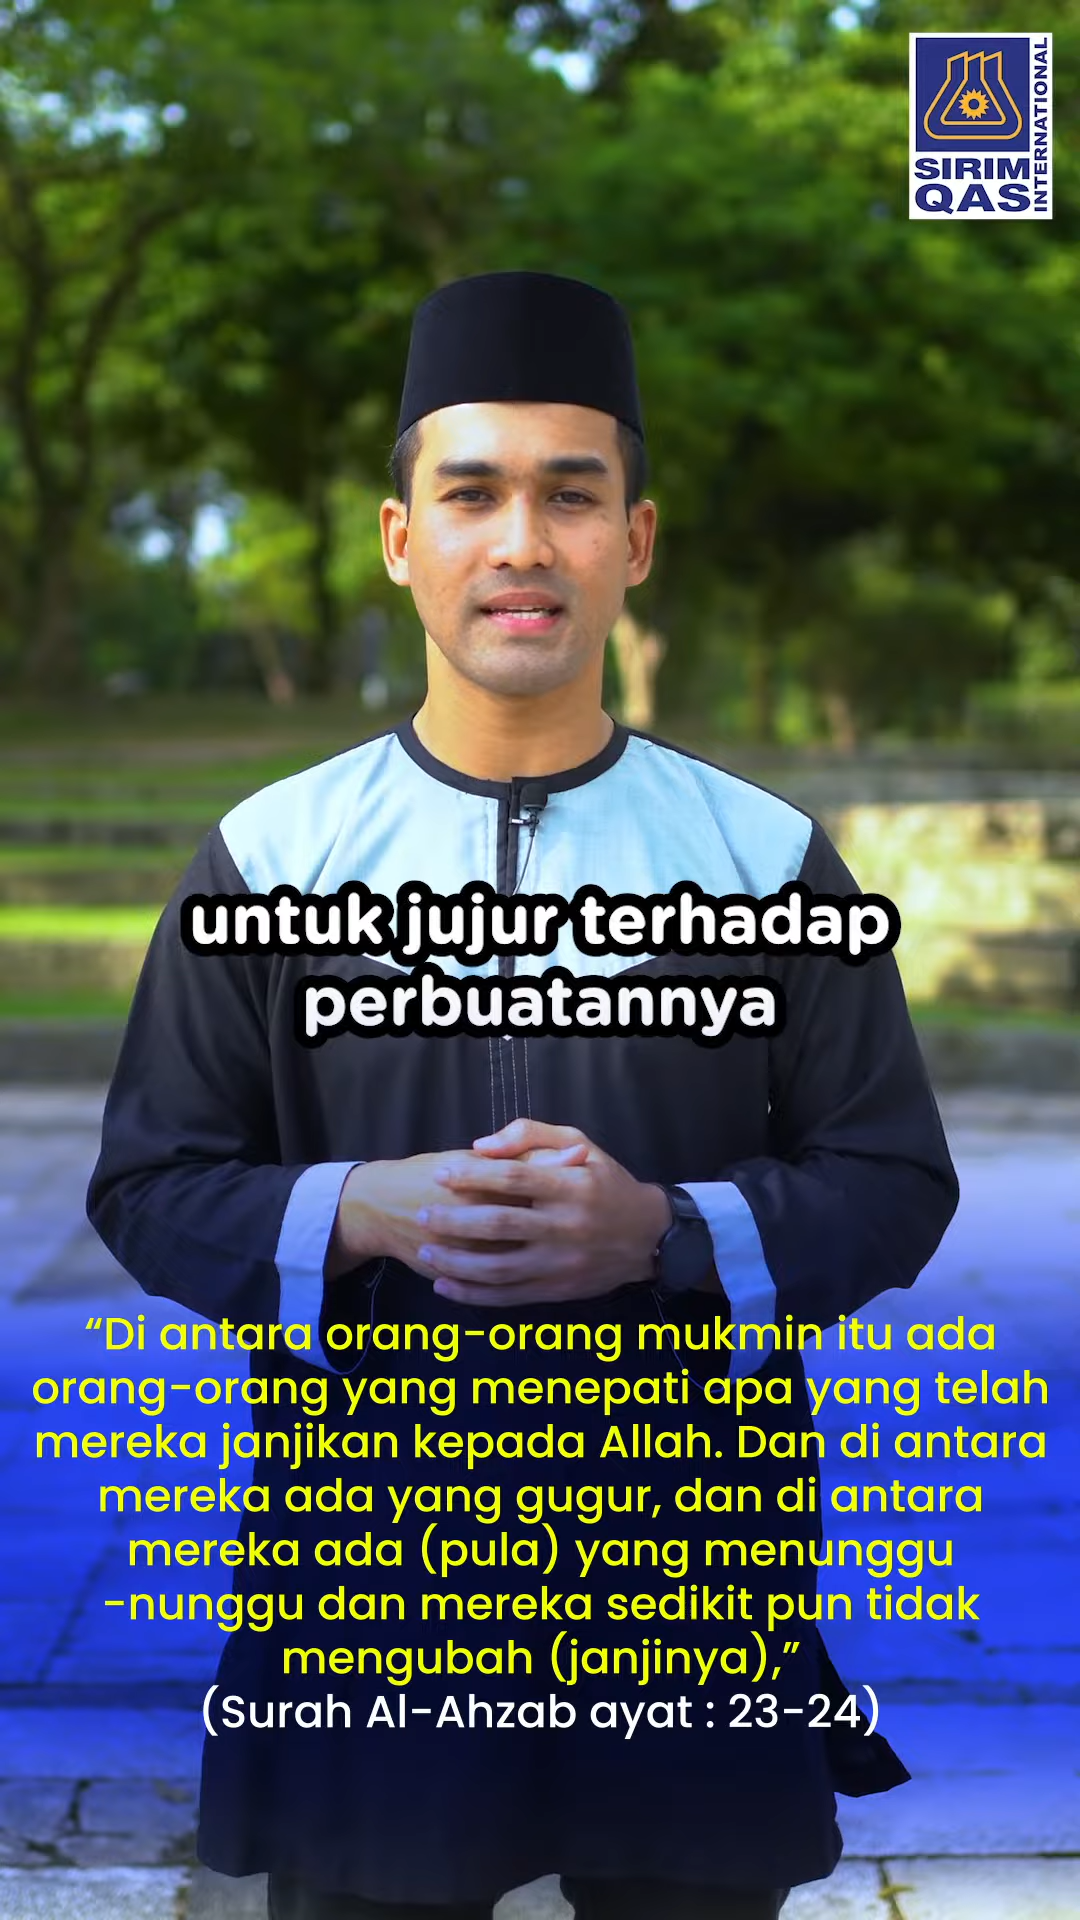 SIRIM
QAS
INTERNATIONAL
untuk jujur terhadap
perbuatannya
“Di antara orang-orang mukmin itu ada
orang-orang yang menepati apa yang telah
mereka janjikan kepada Allah. Dan di antara
mereka ada yang gugur, dan di antara
mereka ada (pula) yang menunggu
-nunggu dan mereka sedikit pun tidak
mengubah (janjinya),”
(Surah Al-Ahzab ayat : 23-24)